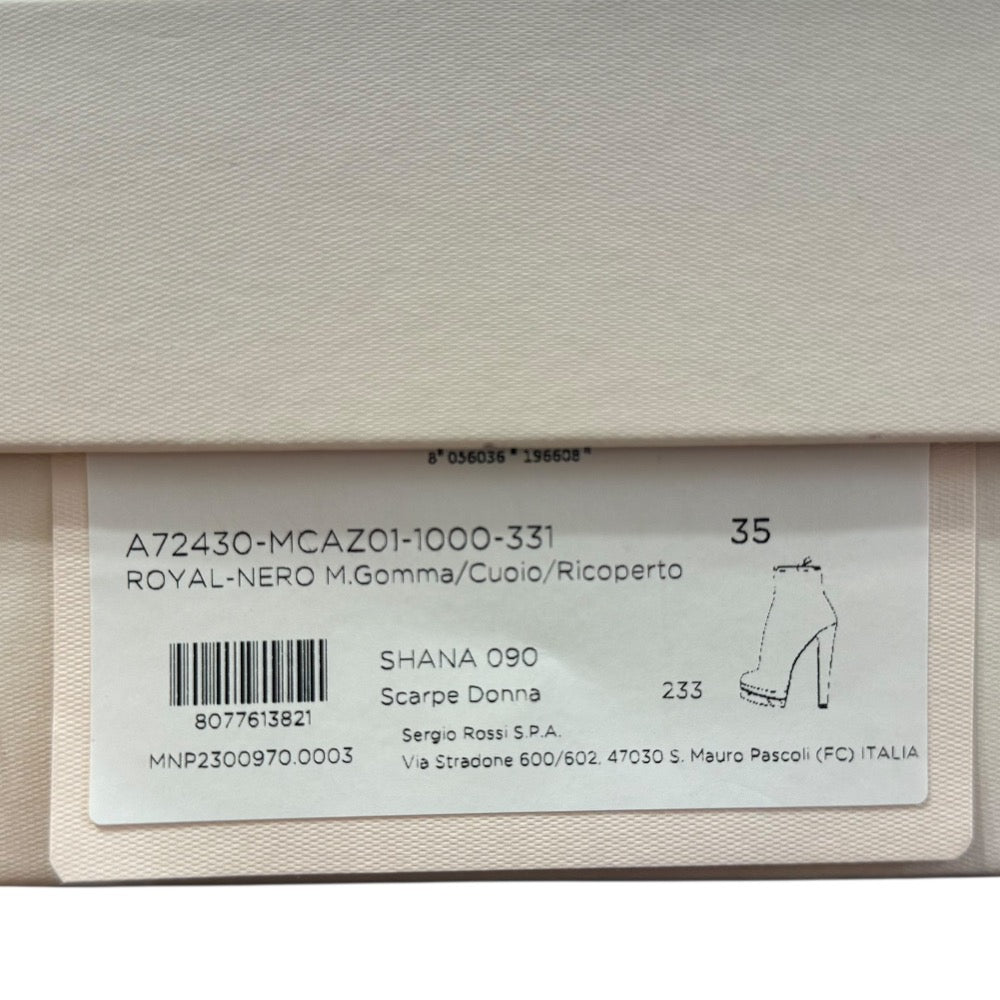 8 056036 196608
A72430-MCAZ01-1000-331
35
ROYAL-NERO M.Gomma/Cuoio/Ricoperto
SHANA 090
Scarpe Donna
233
8077613821
Sergio Rossi S.P.A.
MNP2300970.0003
Via Stradone 600/602. 47030 S. Mauro Pascoli (FC) ITALIA